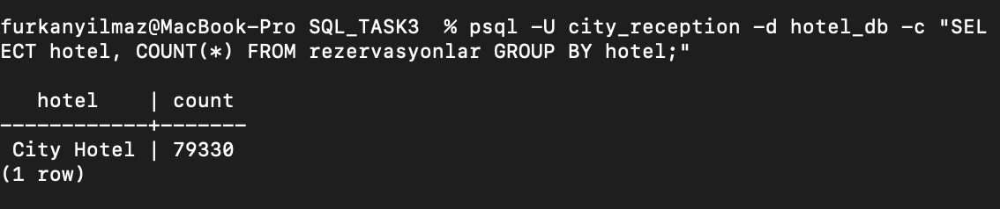 furkanyilmaz@MacBook-Pro SQL_TASK3  % psql -U city_reception -d hotel_db -c "SEL
ECT hotel, COUNT(*) FROM rezervasyonlar GROUP BY hotel;"
   hotel    | count
------------+-------
 City Hotel | 79330
(1 row)